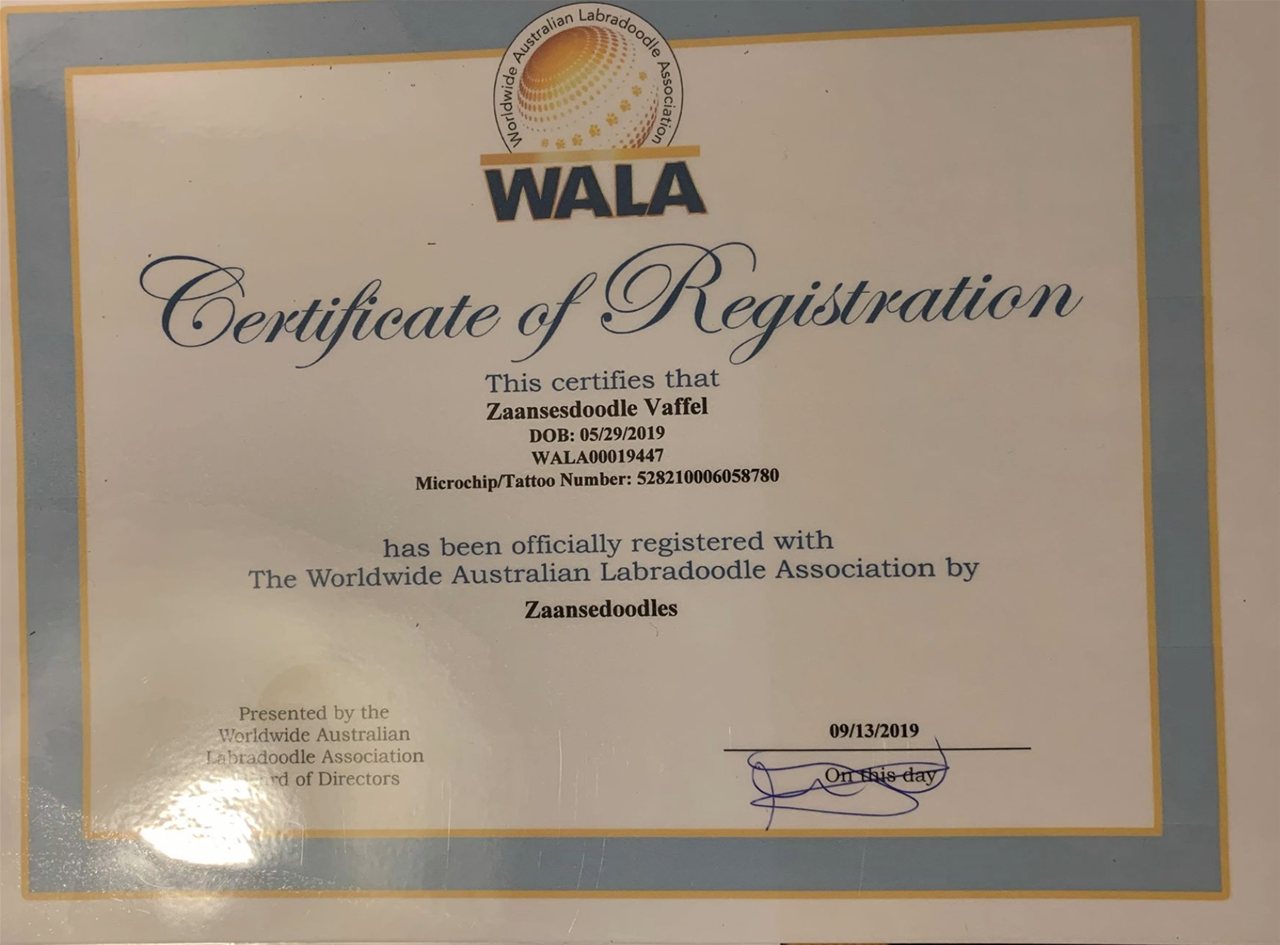 Worldwide Australian Labradoodle Association
WALA
Certificate of Registration
This certifies that
Zaansesdoodle Vaffel
DOB: 05/29/2019
WALA00019447
Microchip/Tattoo Number: 528210006058780
has been officially registered with
The Worldwide Australian Labradoodle Association by
Zaansedoodles
Presented by the
Worldwide Australian
Labradoodle Association
of Directors
09/13/2019
On this day